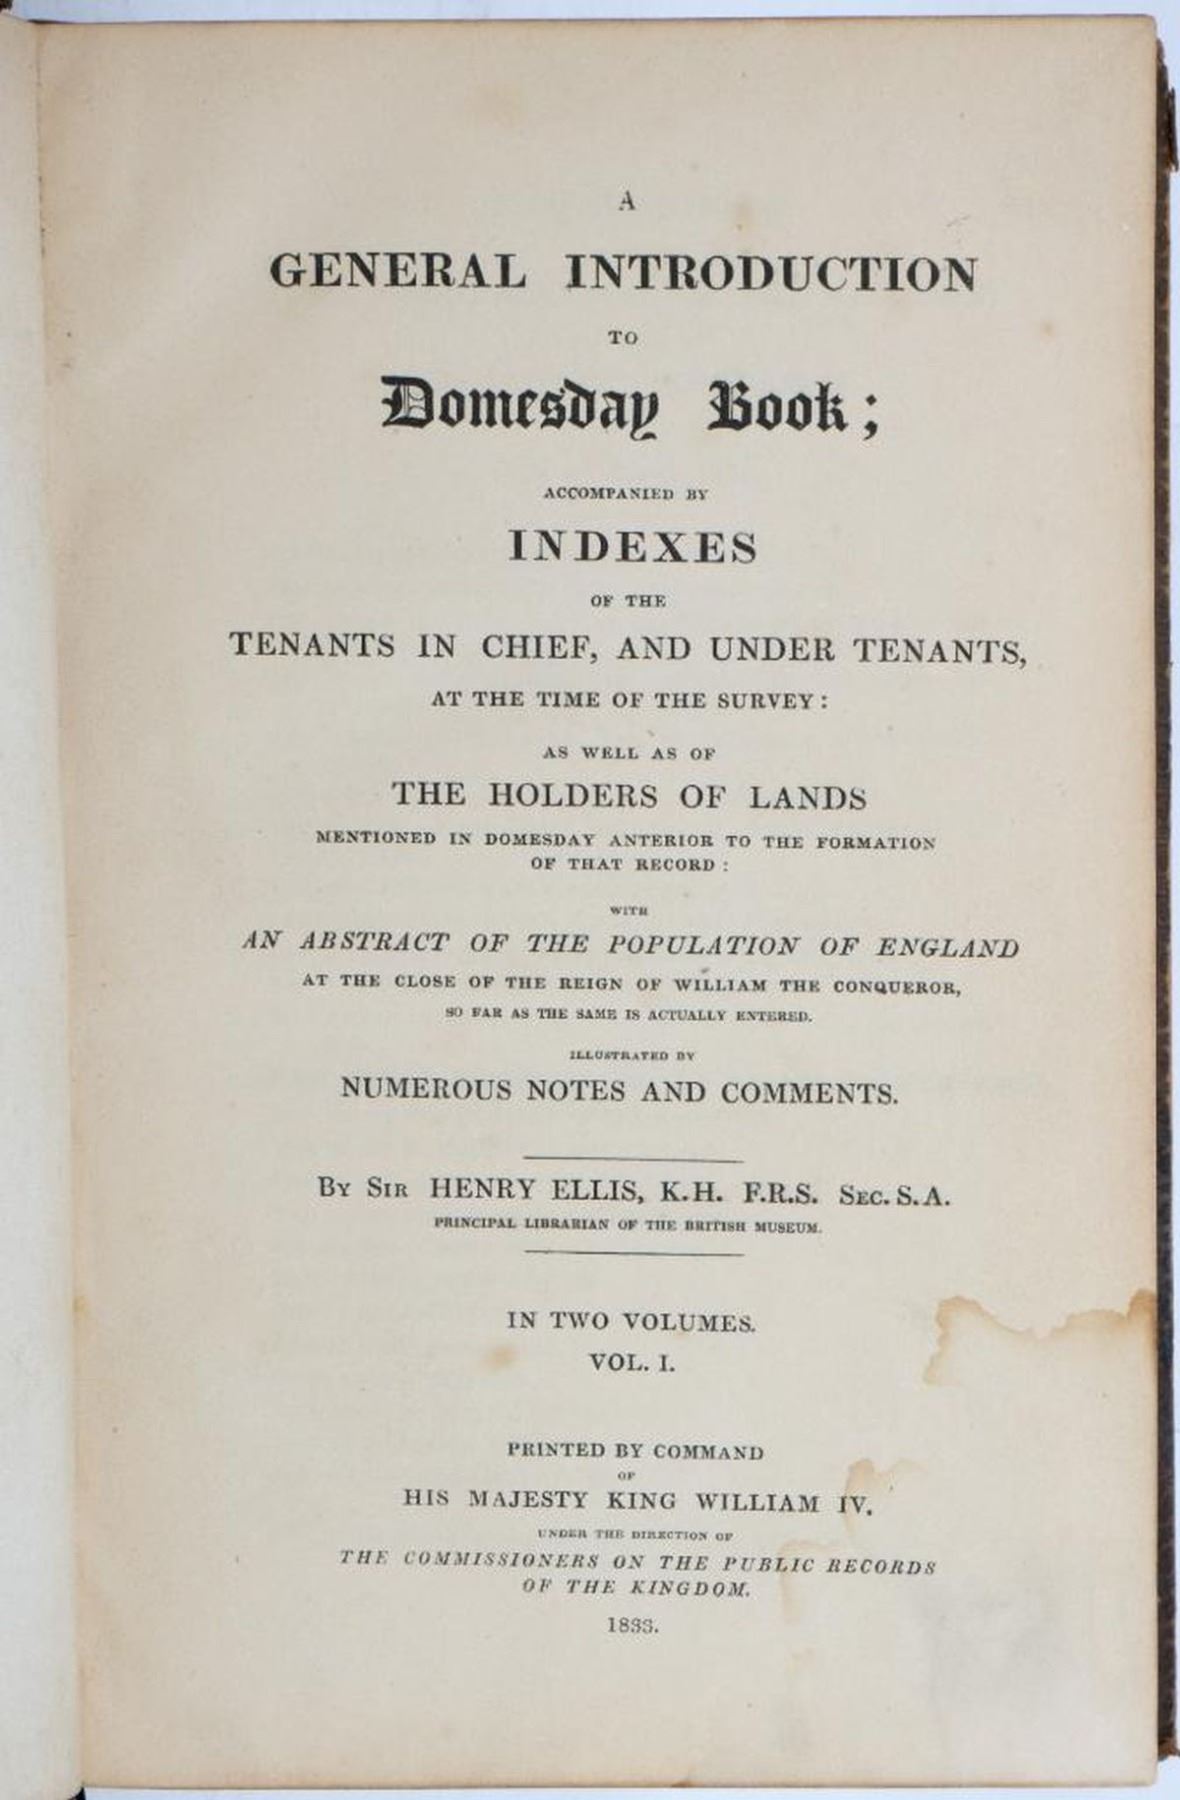 A
GENERAL INTRODUCTION
TO
Domesday Book;
ACCOMPANIED BY
INDEXES
OF THE
TENANTS IN CHIEF, AND UNDER TENANTS,
AT THE TIME OF THE SURVEY:
AS WELL AS OF
THE HOLDERS OF LANDS
MENTIONED IN DOMESDAY ANTERIOR TO THE FORMATION
OF THAT RECORD:
WITH
AN ABSTRACT OF THE POPULATION OF ENGLAND
AT THE CLOSE OF THE REIGN OF WILLIAM THE CONQUEROR,
SO FAR AS THE SAME IS ACTUALLY ENTERED.
ILLUSTRATED BY
NUMEROUS NOTES AND COMMENTS.
BY SIR HENRY ELLIS, K.H. F.R.S. SEC. S.A.
PRINCIPAL LIBRARIAN OF THE BRITISH MUSEUM.
IN TWO VOLUMES.
VOL. I.
PRINTED BY COMMAND
OF
HIS MAJESTY KING WILLIAM IV.
UNDER THE DIRECTION OF
THE COMMISSIONERS ON THE PUBLIC RECORDS
OF THE KINGDOM.
1833.